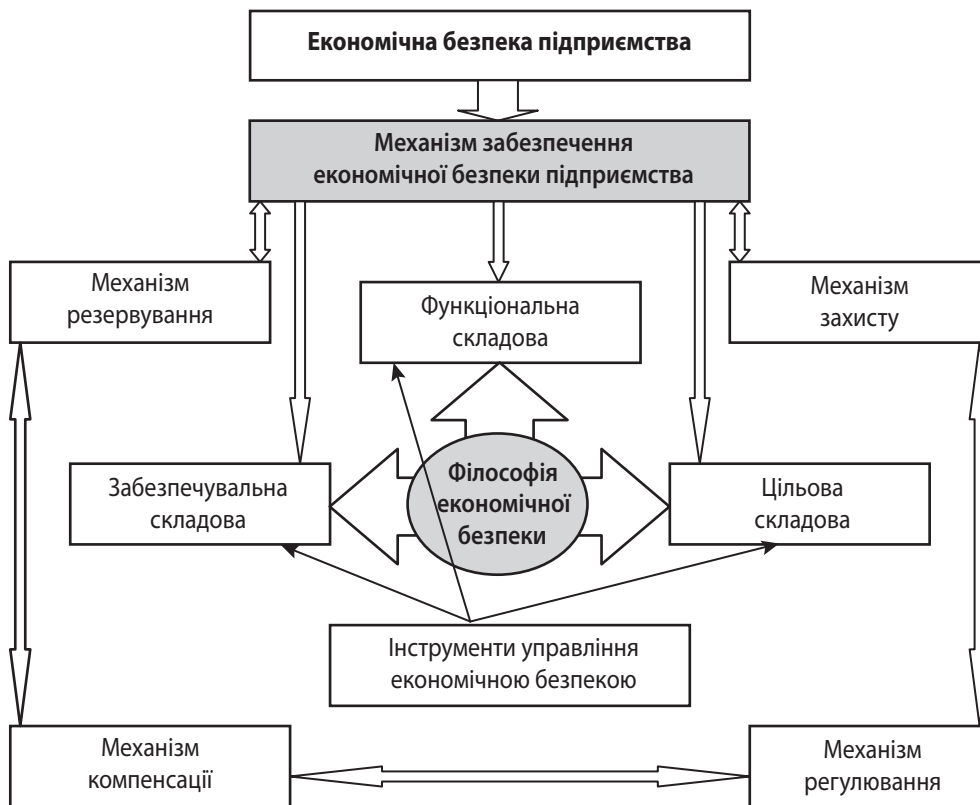 Економічна безпека підприємства
Механізм забезпечення
економічної безпеки підприємства
Механізм
резервування
Функціональна
складова
Механізм
захисту
Забезпечувальна
складова
Філософія
економічної
безпеки
Цільова
складова
Інструменти управління
економічною безпекою
Механізм
компенсації
Механізм
регулювання